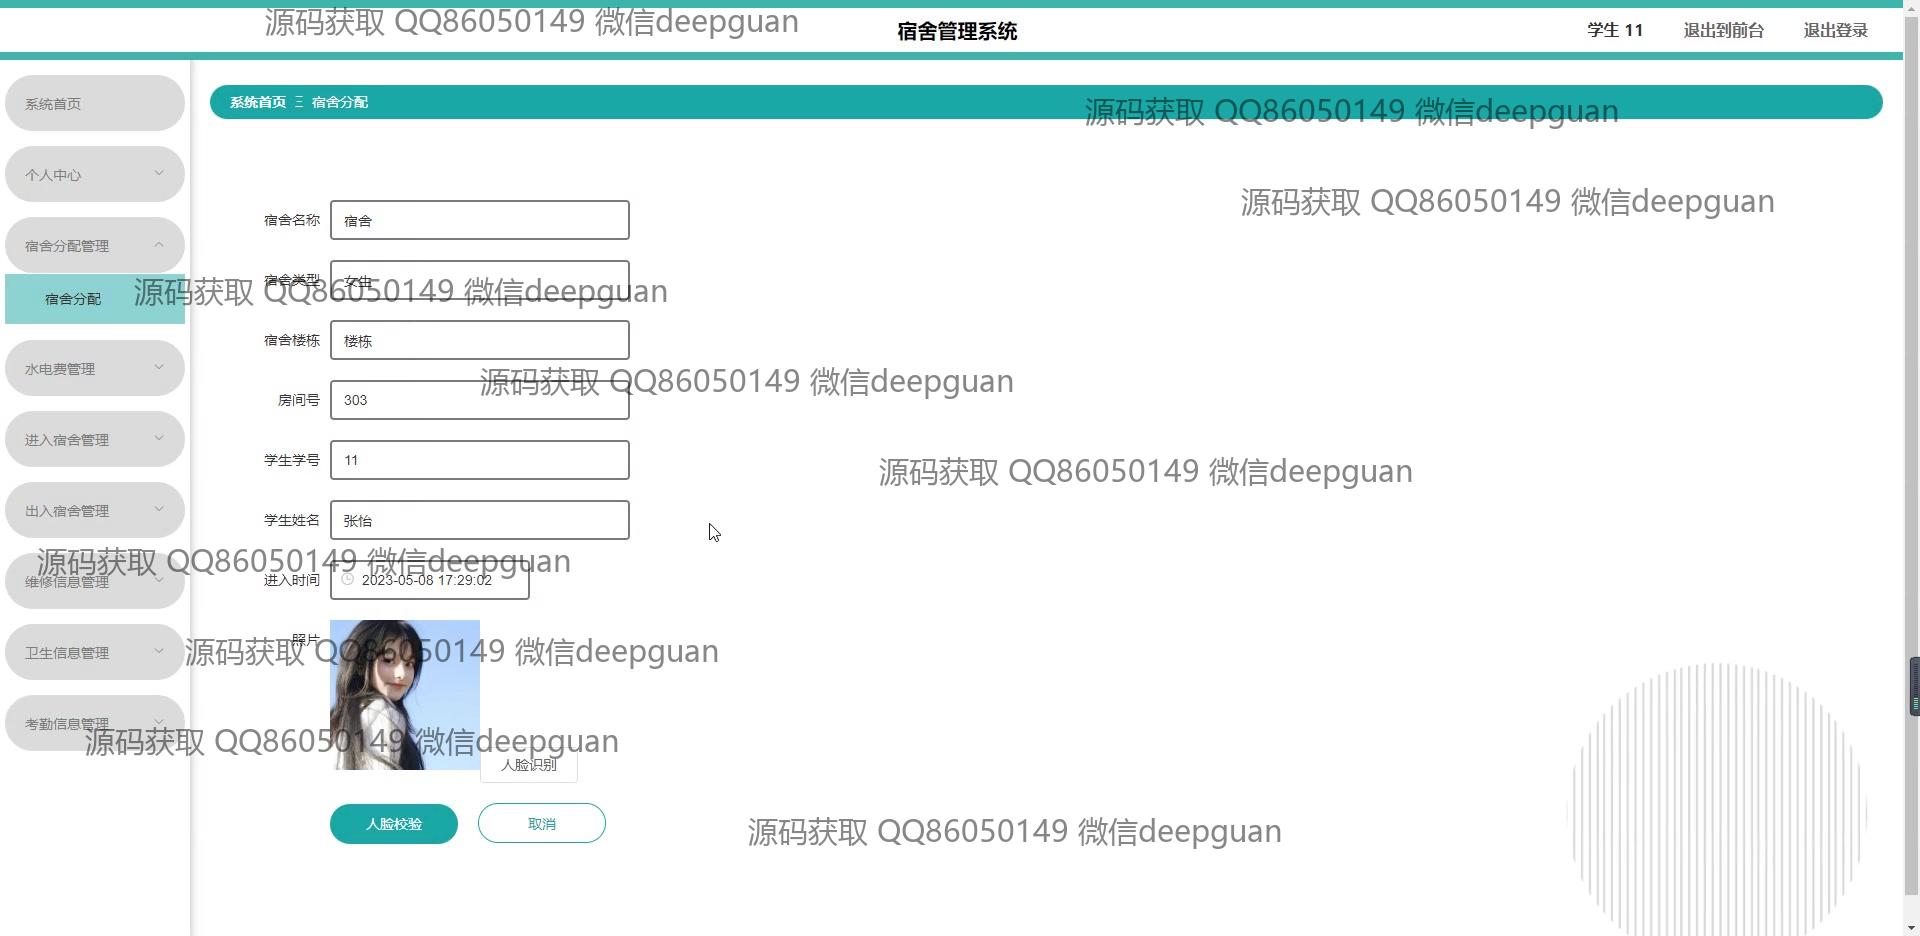 源码获取 QQ86050149 微信deepguan
宿舍管理系统
学生 11
退出到前台
退出登录
系统首页
系统首页 Ξ 宿舍分配
源码获取 QQ86050149 微信deepguan
个人中心
源码获取 QQ86050149 微信deepguan
宿舍名称 宿舍
宿舍分配管理
宿舍类型 女生
宿舍分配
源码获取 QQ86050149 微信deepguan
宿舍楼栋 楼栋
水电费管理
源码获取 QQ86050149 微信deepguan
房间号 303
进入宿舍管理
学生学号 11
源码获取 QQ86050149 微信deepguan
出入宿舍管理
学生姓名 张怡
源码获取 QQ86050149 微信deepguan
维修信息管理
进入时间 2023-05-08 17:29:02
照片
卫生信息管理
源码获取 QQ86050149 微信deepguan
考勤信息管理
源码获取 QQ86050149 微信deepguan
人脸识别
人脸校验
取消
源码获取 QQ86050149 微信deepguan